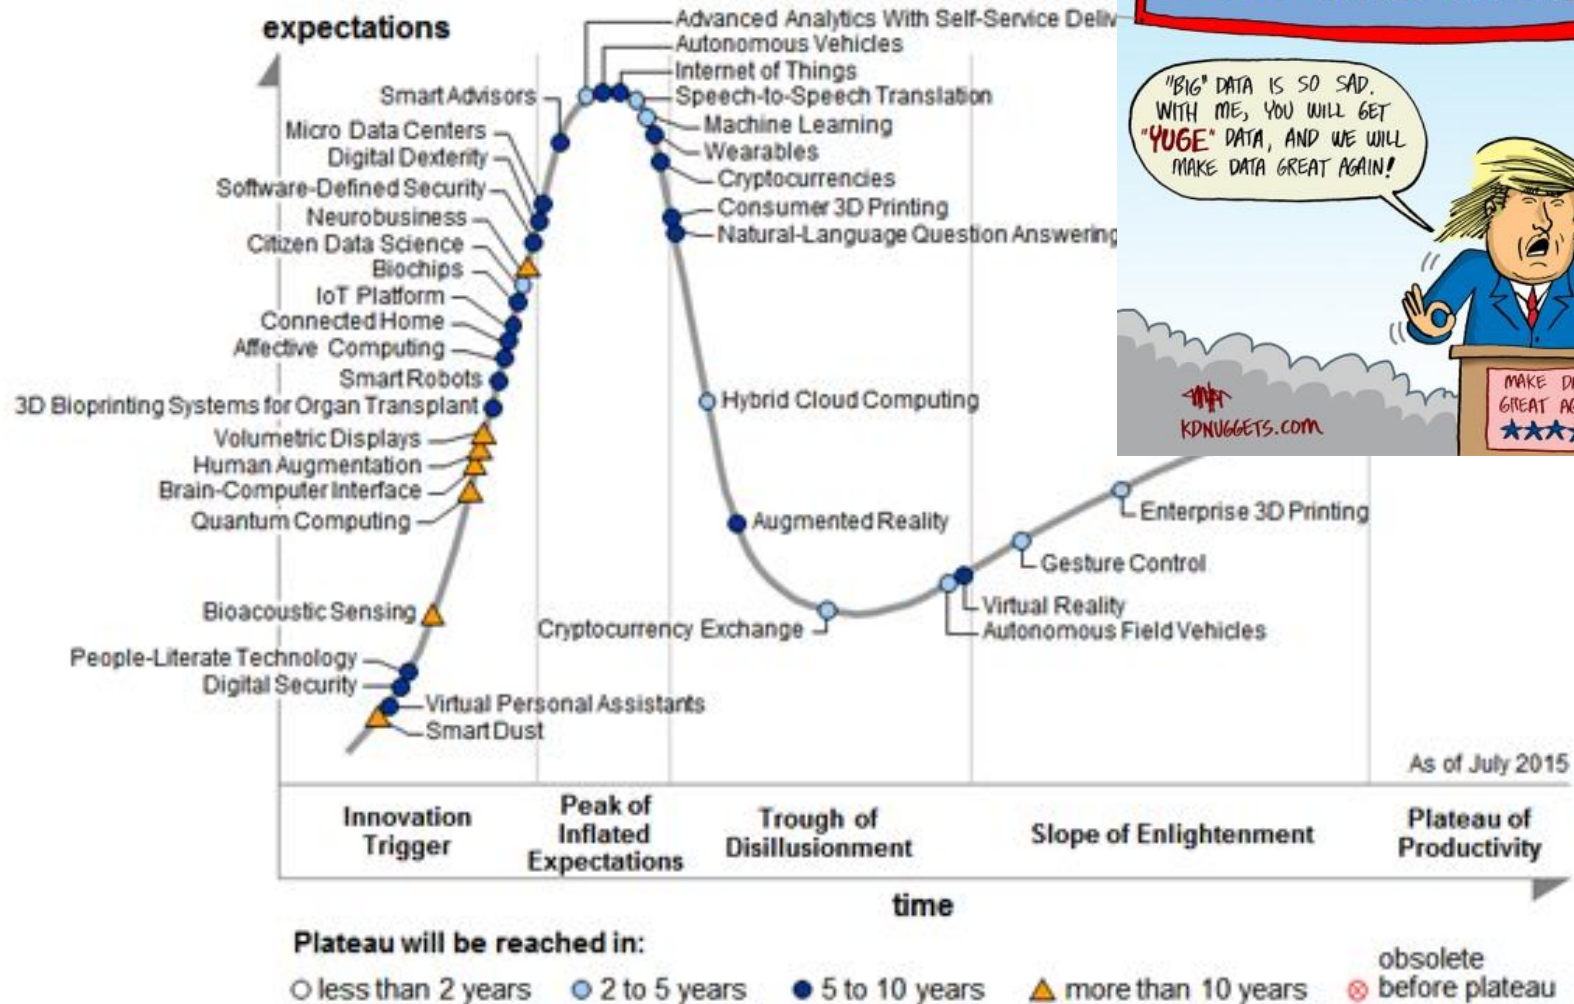 expectations
Advanced Analytics With Self-Service
Autonomous Vehicles
Internet of Things
Smart Advisors
Speech-to-Speech Translation
Micro Data Centers
Machine Learning
Digital Dexterity
Wearables
Software-Defined Security
Cryptocurrencies
Neurobusiness
Consumer 3D Printing
Citizen Data Science
Natural-Language Question Answering
Biochips
IoT Platform
Connected Home
Affective Computing
Smart Robots
3D Bioprinting Systems for Organ Transplant
Hybrid Cloud Computing
Volumetric Displays
Human Augmentation
Brain-Computer Interface
Quantum Computing
Augmented Reality
Enterprise 3D Printing
Gesture Control
Bioacoustic Sensing
Virtual Reality
Cryptocurrency Exchange
Autonomous Field Vehicles
People-Literate Technology
Digital Security
Virtual Personal Assistants
Smart Dust
"BIG" DATA IS SO SAD.
WITH ME, YOU WILL GET
"YUGE" DATA, AND WE WILL
MAKE DATA GREAT AGAIN!
MAKE
GREAT
KDNUGGETS.com
As of July 2015
Innovation
Trigger
Peak of
Inflated
Expectations
Trough of
Disillusionment
Slope of Enlightenment
Plateau of
Productivity
time
Plateau will be reached in:
less than 2 years
2 to 5 years
5 to 10 years
more than 10 years
obsolete
before plateau